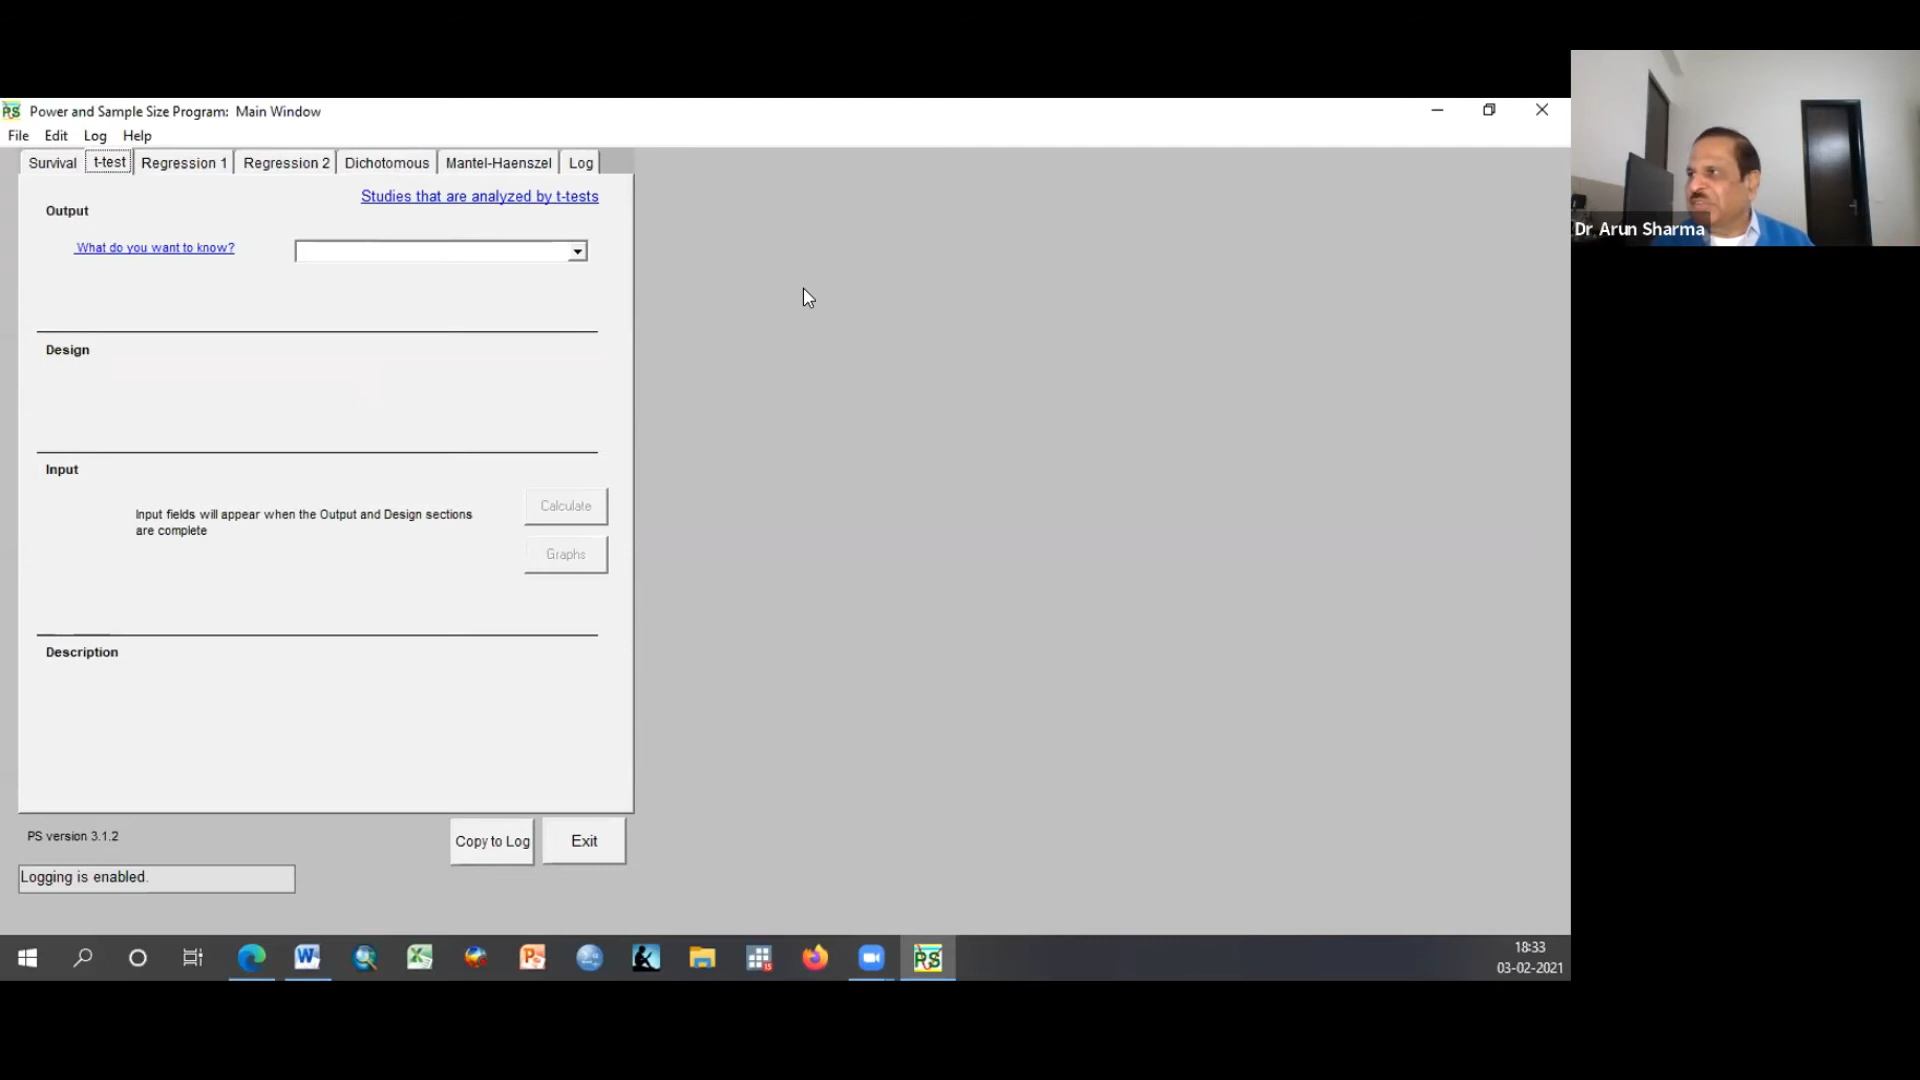 PS Power and Sample Size Program: Main Window
File Edit Log Help
Survival t-test Regression 1 Regression 2 Dichotomous Mantel-Haenszel Log
Studies that are analyzed by t-tests
Output
What do you want to know?
Design
Input
Input fields will appear when the Output and Design sections
are complete
Calculate
Graphs
Description
PS version 3.1.2
Copy to Log
Exit
Logging is enabled.
18:33
03-02-2021
PS
Dr Arun Sharma